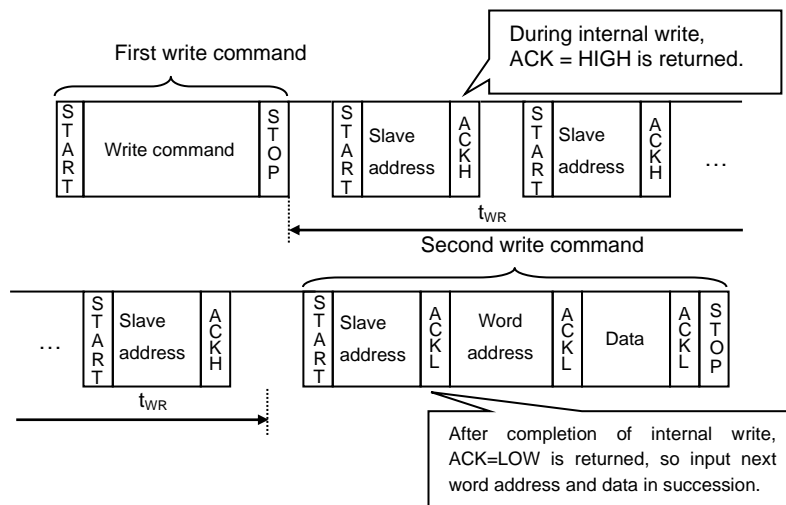 First write command
During internal write,
ACK = HIGH is returned.
START
Write command
STOP
START
Slave
address
ACKH
START
Slave
address
ACKH
…
tWR
Second write command
…
START
Slave
address
ACKH
START
Slave
address
ACKL
Word
address
ACKL
Data
ACKL
STOP
tWR
After completion of internal write,
ACK=LOW is returned, so input next
word address and data in succession.